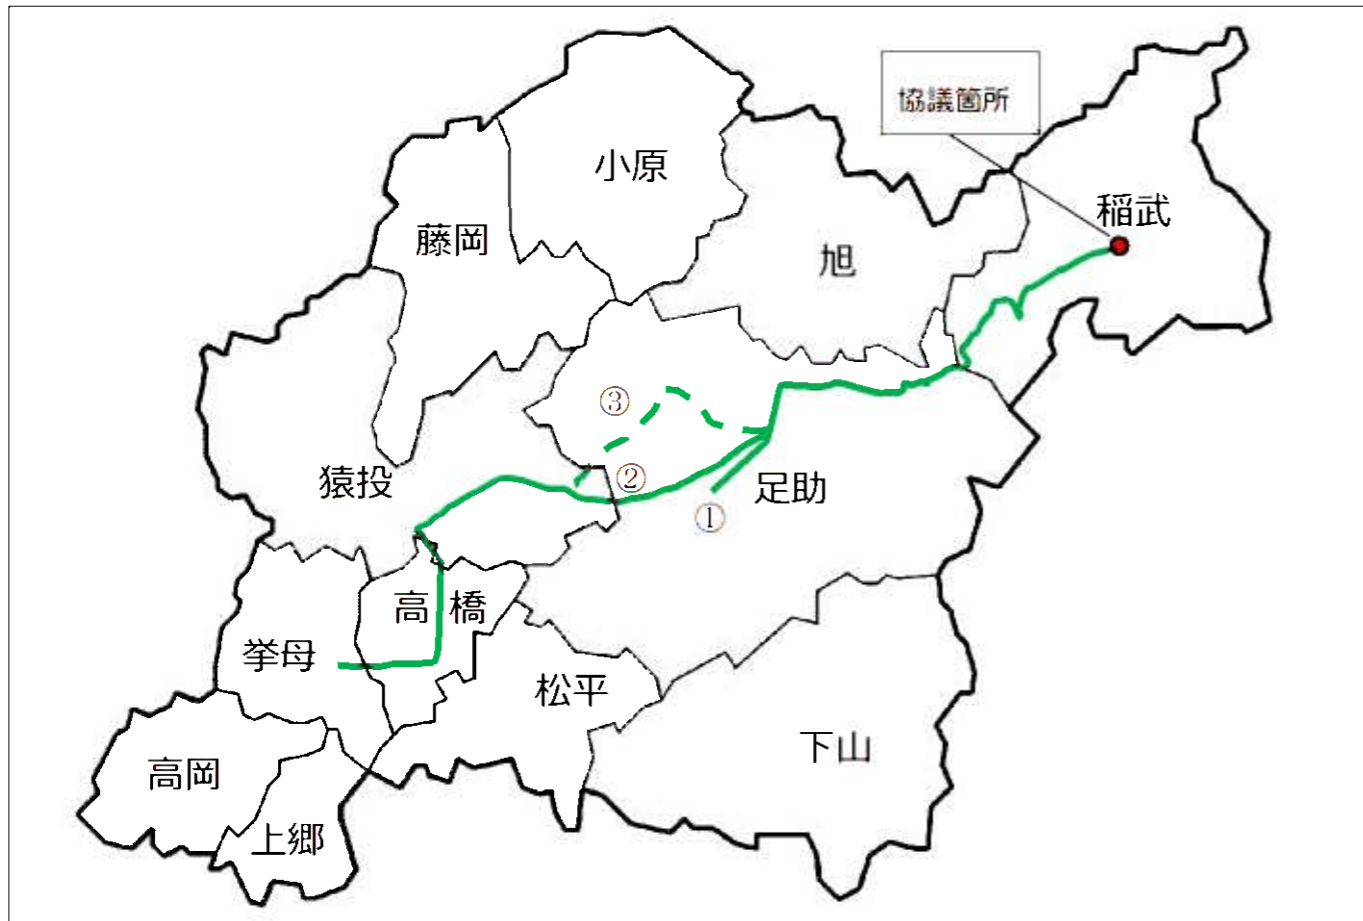 協議箇所
小原
稲武
藤岡
旭
③
猿投
②
足助
①
高橋
挙母
松平
下山
高岡
上郷